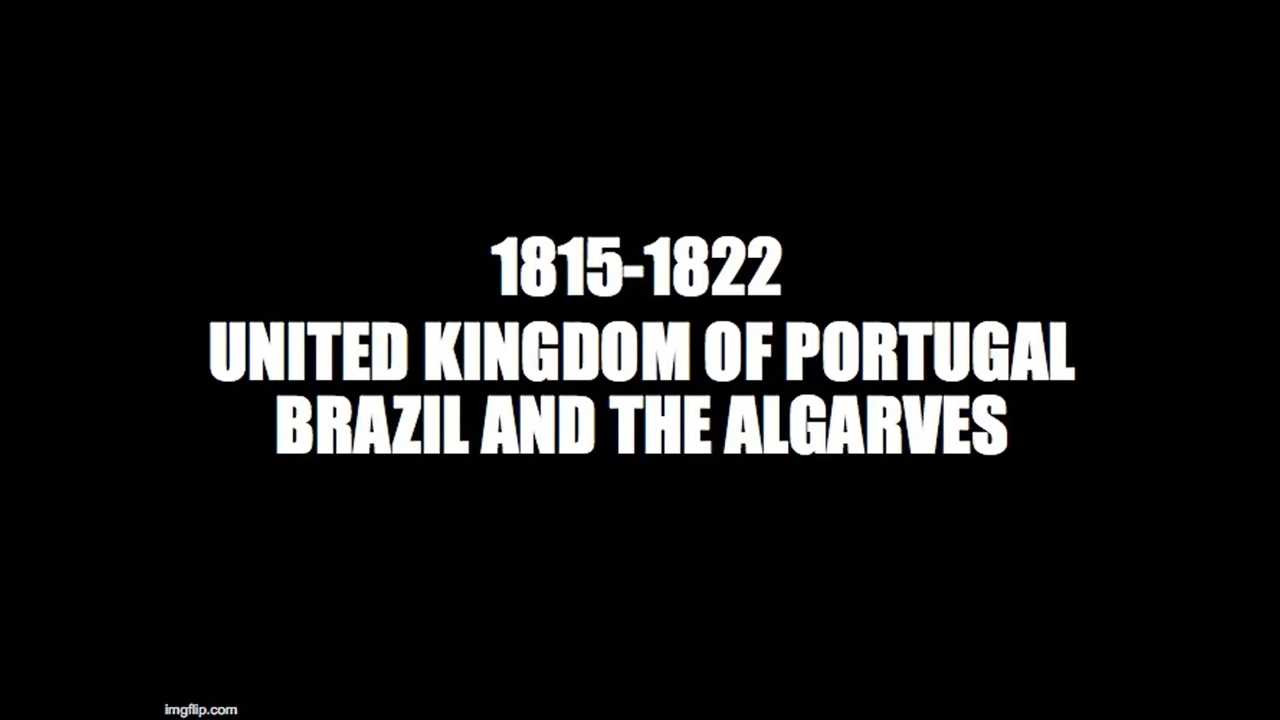 1815-1822
UNITED KINGDOM OF PORTUGAL
BRAZIL AND THE ALGARVES
imgflip.com